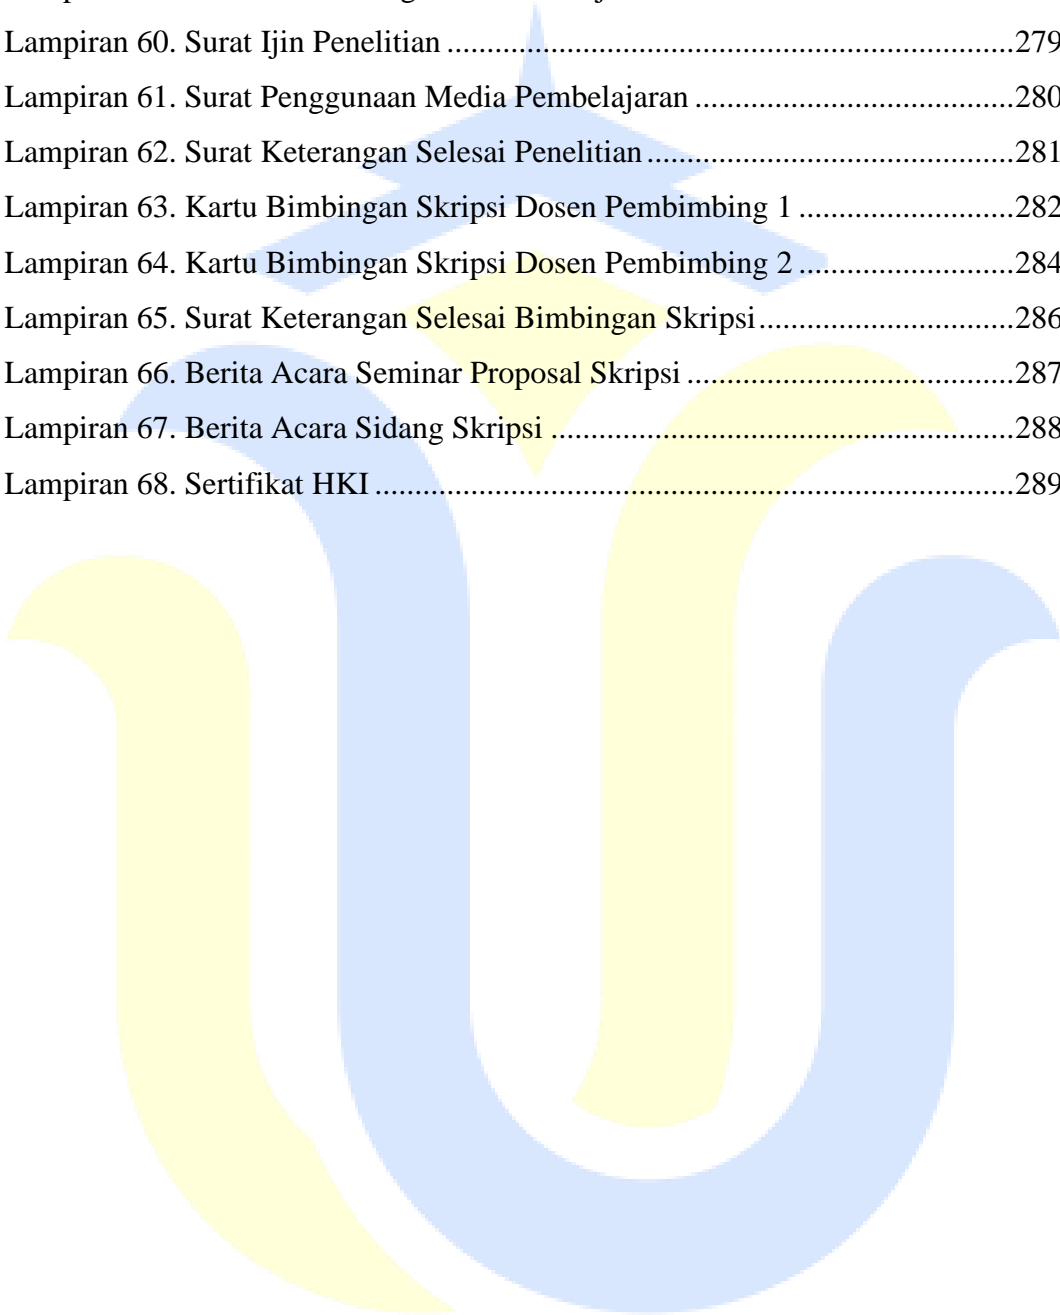 Lampiran 60. Surat Ijin Penelitian ......................................................................279
Lampiran 61. Surat Penggunaan Media Pembelajaran .......................................280
Lampiran 62. Surat Keterangan Selesai Penelitian .............................................281
Lampiran 63. Kartu Bimbingan Skripsi Dosen Pembimbing 1 ..........................282
Lampiran 64. Kartu Bimbingan Skripsi Dosen Pembimbing 2 ..........................284
Lampiran 65. Surat Keterangan Selesai Bimbingan Skripsi...............................286
Lampiran 66. Berita Acara Seminar Proposal Skripsi ........................................287
Lampiran 67. Berita Acara Sidang Skripsi .........................................................288
Lampiran 68. Sertifikat HKI ...............................................................................289